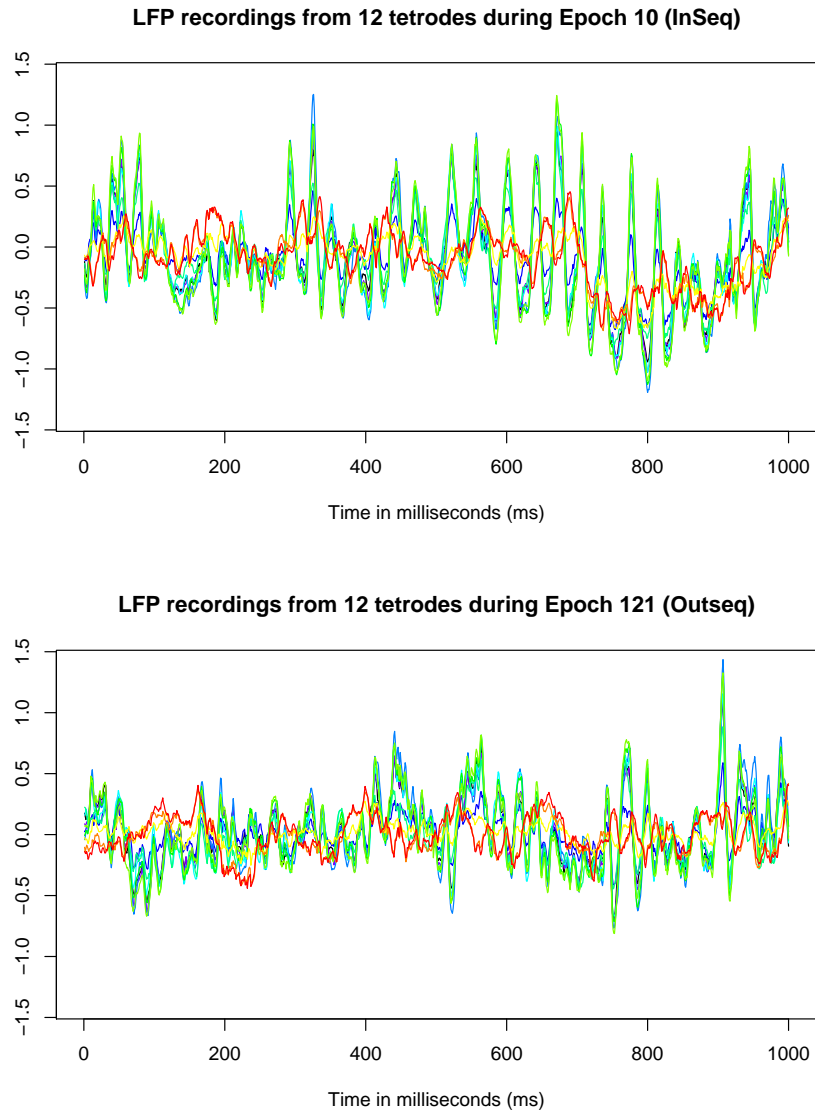 LFP recordings from 12 tetrodes during Epoch 10 (InSeq)
1.5
1.0
0.5
0.0
−0.5
−1.0
−1.5
0 200 400 600 800 1000
Time in milliseconds (ms)
LFP recordings from 12 tetrodes during Epoch 121 (Outseq)
1.5
1.0
0.5
0.0
−0.5
−1.0
−1.5
0 200 400 600 800 1000
Time in milliseconds (ms)